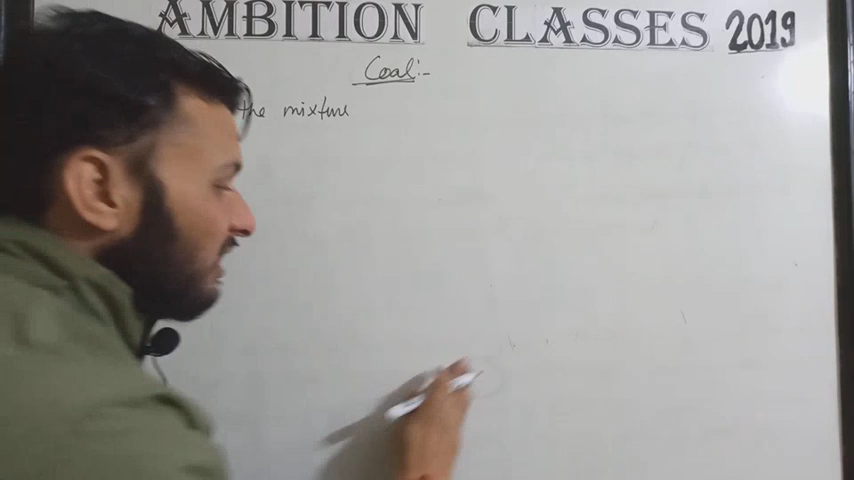 AMBITION CLASSES 2019
Coal:-
the mixture